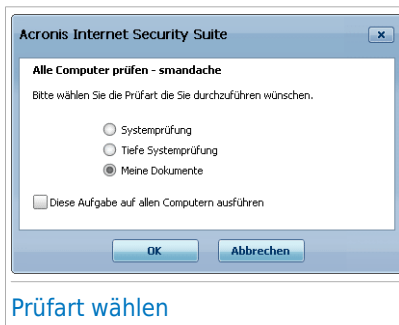 Acronis Internet Security Suite
Alle Computer prüfen - smandache
Bitte wählen Sie die Prüfart die Sie durchzuführen wünschen.
Systemprüfung
Tiefe Systemprüfung
Meine Dokumente
Diese Aufgabe auf allen Computern ausführen
OK Abbrechen
Prüfart wählen